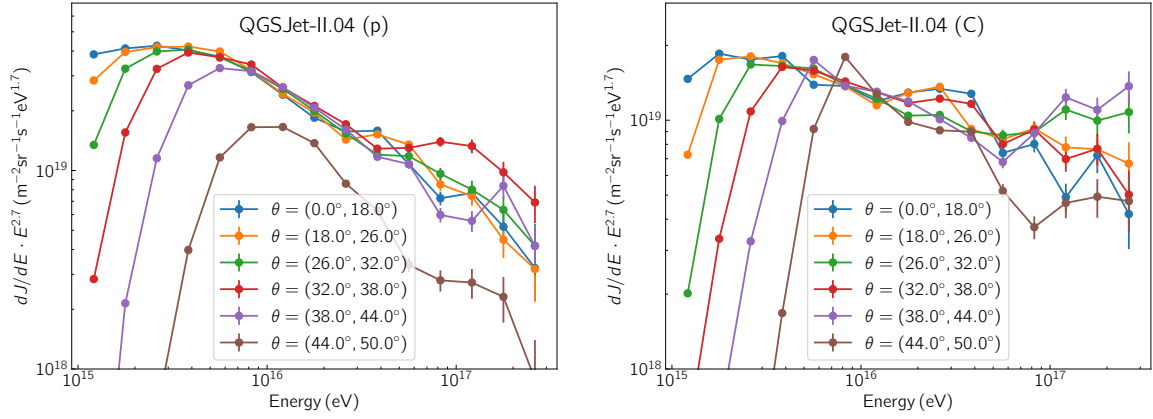 QGSJet-II.04 (p)
dJ/dE · E^2.7 (m^−2sr^−1s^−1eV^1.7)
10^19
10^18
θ = (0.0°, 18.0°)
θ = (18.0°, 26.0°)
θ = (26.0°, 32.0°)
θ = (32.0°, 38.0°)
θ = (38.0°, 44.0°)
θ = (44.0°, 50.0°)
10^15
10^16
10^17
Energy (eV)
QGSJet-II.04 (C)
dJ/dE · E^2.7 (m^−2sr^−1s^−1eV^1.7)
10^19
10^18
θ = (0.0°, 18.0°)
θ = (18.0°, 26.0°)
θ = (26.0°, 32.0°)
θ = (32.0°, 38.0°)
θ = (38.0°, 44.0°)
θ = (44.0°, 50.0°)
10^15
10^16
10^17
Energy (eV)